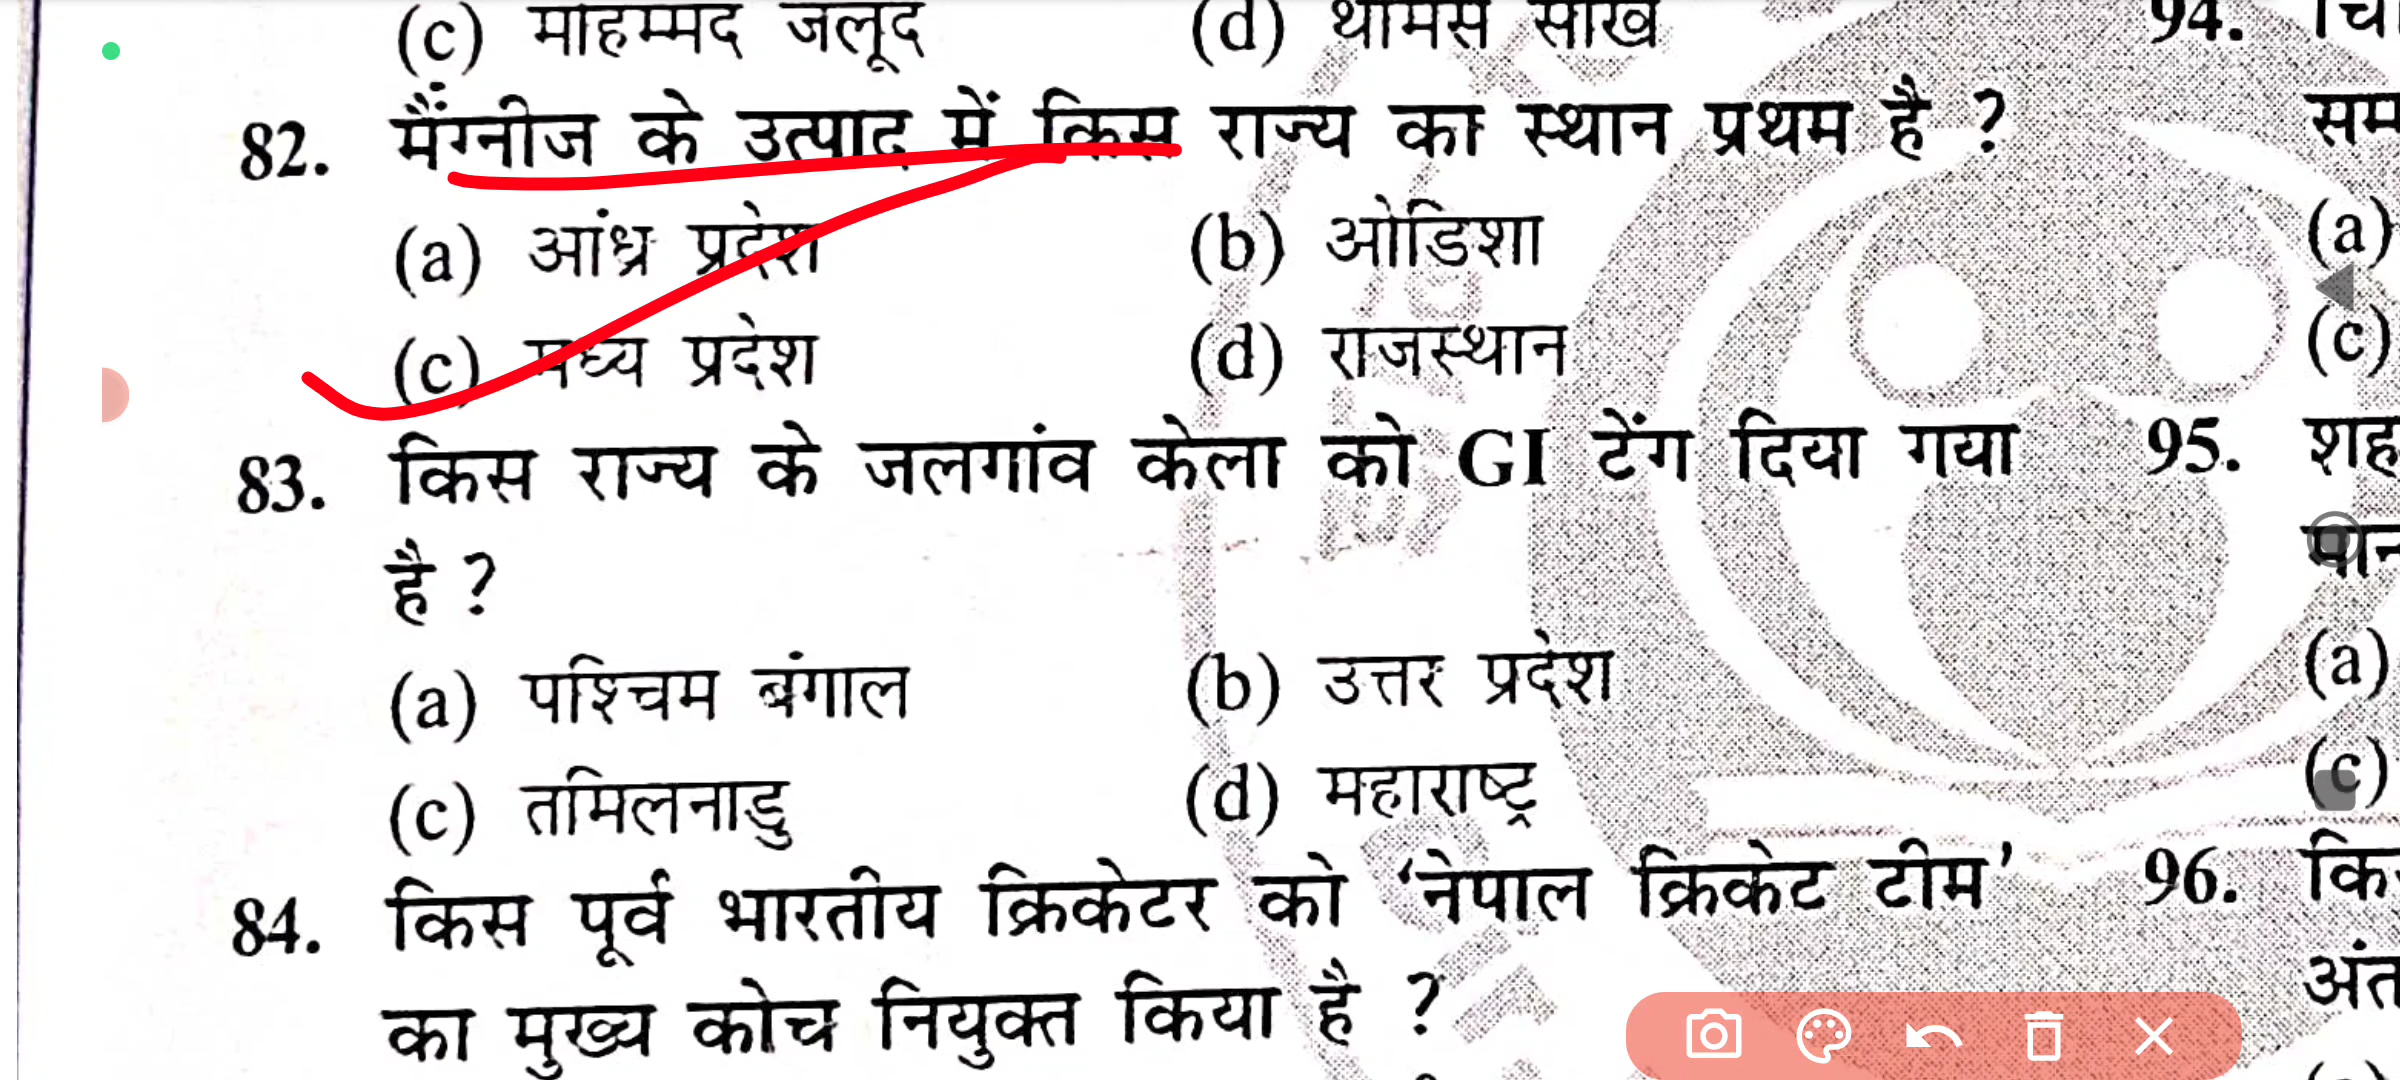 (c) मोहम्मद जलूद (d) थॉमस साख
82. मैंग्नीज के उत्पाद में किस राज्य का स्थान प्रथम है ?
(a) आंध्र प्रदेश (b) ओडिशा
(c) मध्य प्रदेश (d) राजस्थान
83. किस राज्य के जलगांव केला को GI टेंग दिया गया
है ?
(a) पश्चिम बंगाल (b) उत्तर प्रदेश
(c) तमिलनाडु (d) महाराष्ट्र
84. किस पूर्व भारतीय क्रिकेटर को ‘नेपाल क्रिकेट टीम’
का मुख्य कोच नियुक्त किया है ?
94.
(a)
(c)
95.
(a)
(c)
96.